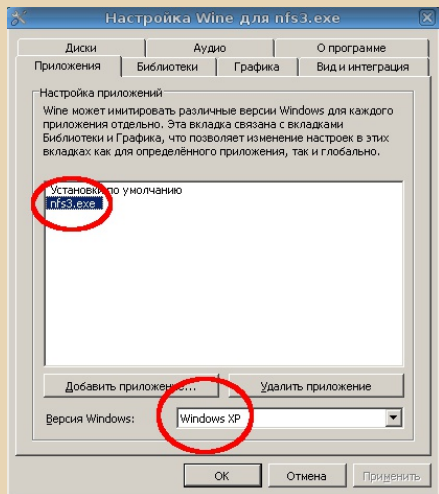 Настройка Wine для nfs3.exe
Диски Аудио О программе
Приложения Библиотеки Графика Вид и интеграция
Настройка приложений
Wine может имитировать различные версии Windows для каждого
приложения отдельно. Эта вкладка связана с вкладками
Библиотеки и Графика, что позволяет изменение настроек в этих
вкладках как для определённого приложения, так и глобально.
Установки по умолчанию
nfs3.exe
Добавить приложение... Удалить приложение
Версия Windows: Windows XP
OK Отмена Применить